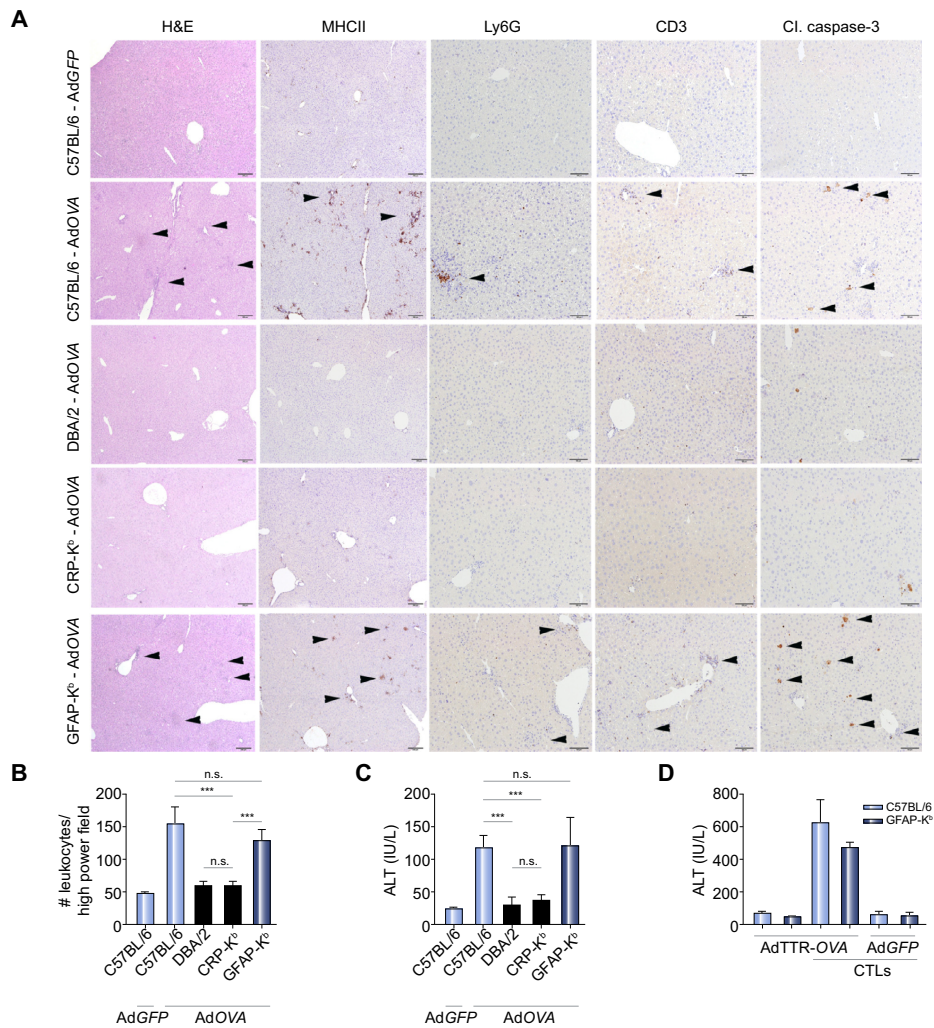 A
H&E MHCII Ly6G CD3 Cl. caspase-3
C57BL/6 - AdGFP
C57BL/6 - AdOVA
DBA/2 - AdOVA
CRP-Kᵇ - AdOVA
GFAP-Kᵇ - AdOVA
B
n.s.
***
***
n.s.
# leukocytes/
high power field
200
150
100
50
0
C57BL/6 C57BL/6 DBA/2 CRP-Kᵇ GFAP-Kᵇ
AdGFP AdOVA
C
n.s.
***
***
n.s.
ALT (IU/L)
200
150
100
50
0
C57BL/6 C57BL/6 DBA/2 CRP-Kᵇ GFAP-Kᵇ
AdGFP AdOVA
D
ALT (IU/L)
800
600
400
200
0
C57BL/6
GFAP-Kᵇ
AdTTR-OVA AdGFP
CTLs